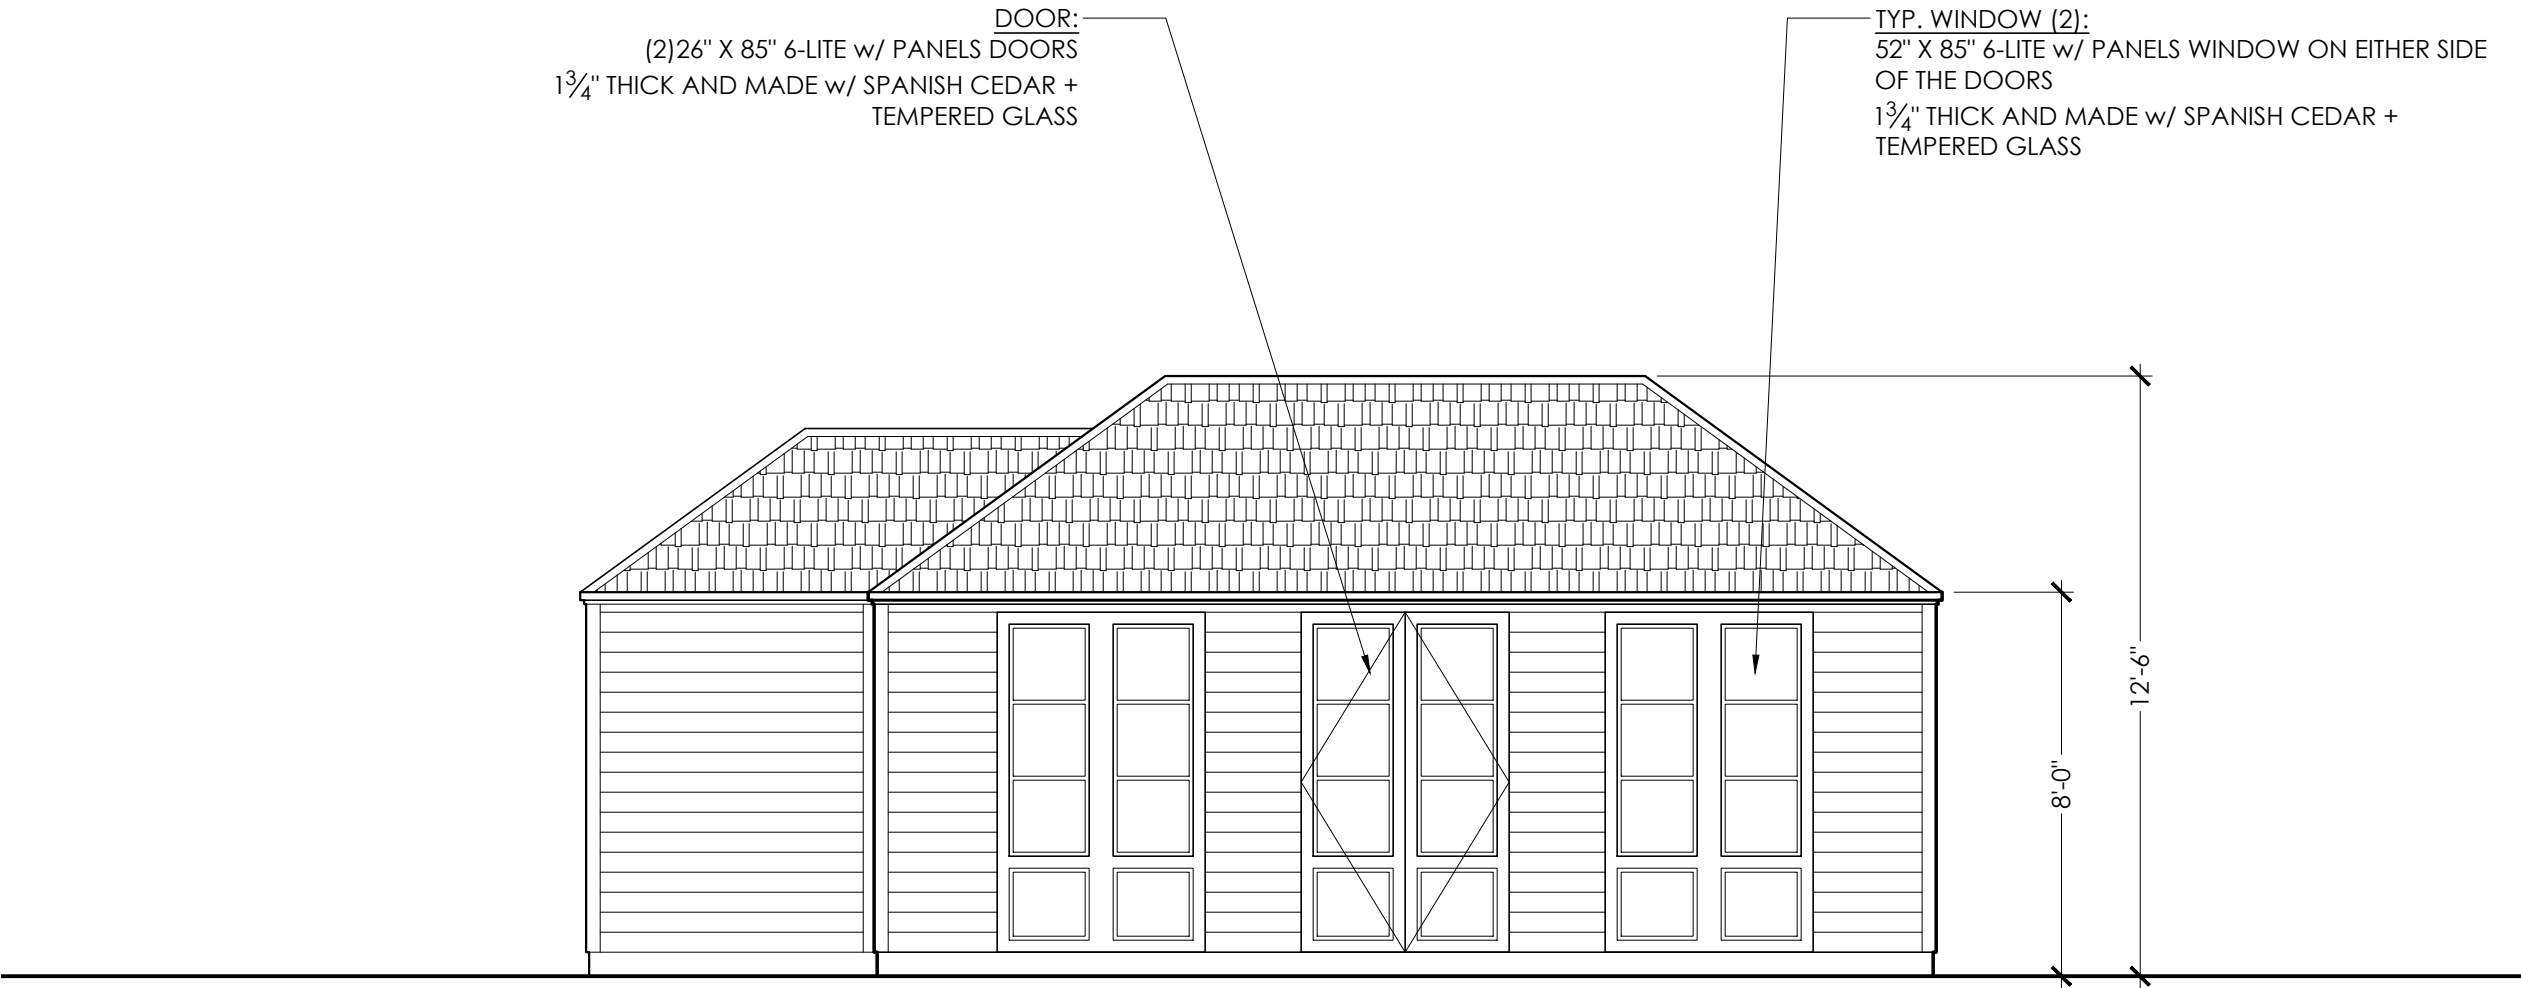 DOOR:
(2)26" X 85" 6-LITE w/ PANELS DOORS
1¾" THICK AND MADE w/ SPANISH CEDAR +
TEMPERED GLASS
TYP. WINDOW (2):
52" X 85" 6-LITE w/ PANELS WINDOW ON EITHER SIDE
OF THE DOORS
1¾" THICK AND MADE w/ SPANISH CEDAR +
TEMPERED GLASS
12'-6"
8'-0"